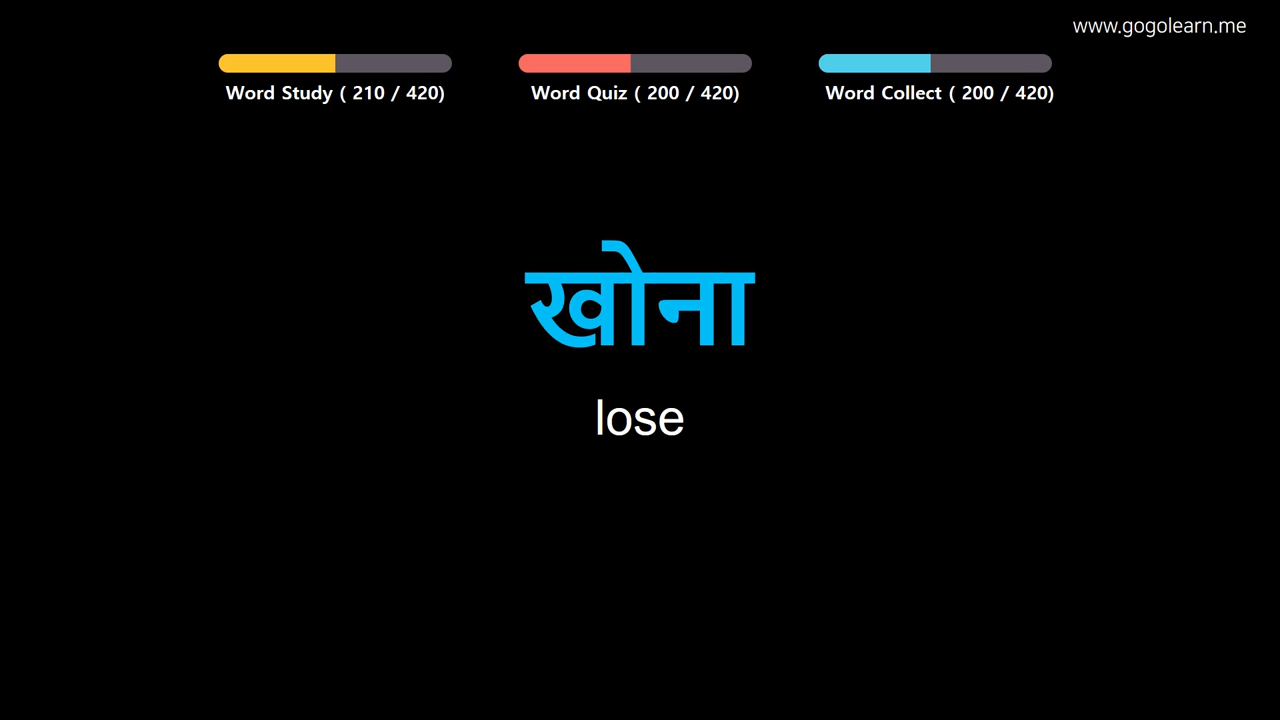 www.gogolearn.me
Word Study ( 210 / 420)
Word Quiz ( 200 / 420)
Word Collect ( 200 / 420)
खोना
lose